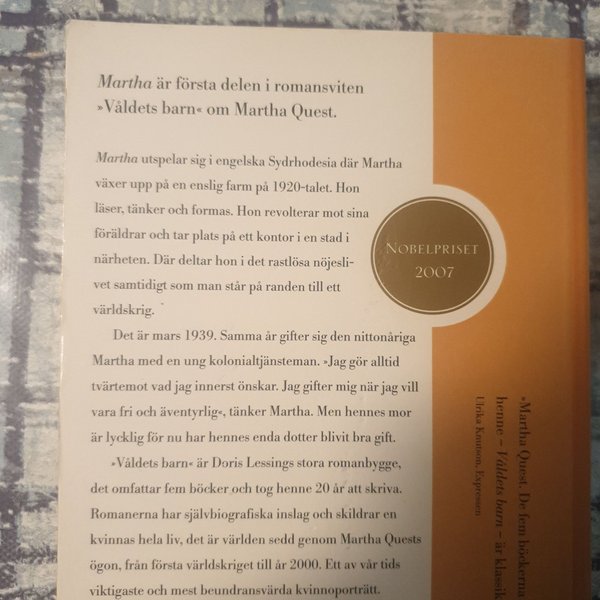 Martha är första delen i romansviten
»Våldets barn« om Martha Quest.
Martha utspelar sig i engelska Sydrhodesia där Martha
växer upp på en enslig farm på 1920-talet. Hon
läser, tänker och formas. Hon revolterar mot sina
föräldrar och tar plats på ett kontor i en stad i
närheten. Där deltar hon i det rastlösa nöjesli-
vet samtidigt som man står på randen till ett
världskrig.
Det är mars 1939. Samma år gifter sig den nittonåriga
Martha med en ung kolonialtjänsteman. »Jag gör alltid
tvärtemot vad jag innerst önskar. Jag gifter mig när jag vill
vara fri och äventyrlig«, tänker Martha. Men hennes mor
är lycklig för nu har hennes enda dotter blivit bra gift.
»Våldets barn« är Doris Lessings stora romanbygge,
det omfattar fem böcker och tog henne 20 år att skriva.
Romanerna har självbiografiska inslag och skildrar en
kvinnas hela liv, det är världen sedd genom Martha Quests
ögon, från första världskriget till år 2000. Ett av vår tids
viktigaste och mest beundransvärda kvinnoporträtt.
NOBELPRISET
2007
»Martha Quest. De fem böckerna
henne – Våldets barn – är klassik
Ulrika Knutson, Expressen